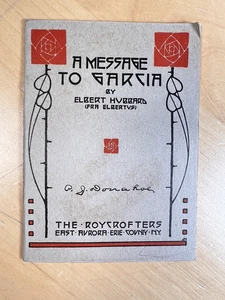 A MESSAGE
TO GARCIA
BY
ELBERT HUBBARD
(FRA ELBERTUS)
P. J. Donahoe
THE · ROYCROFTERS
EAST · AURORA · ERIE · COUNTY · N.Y.